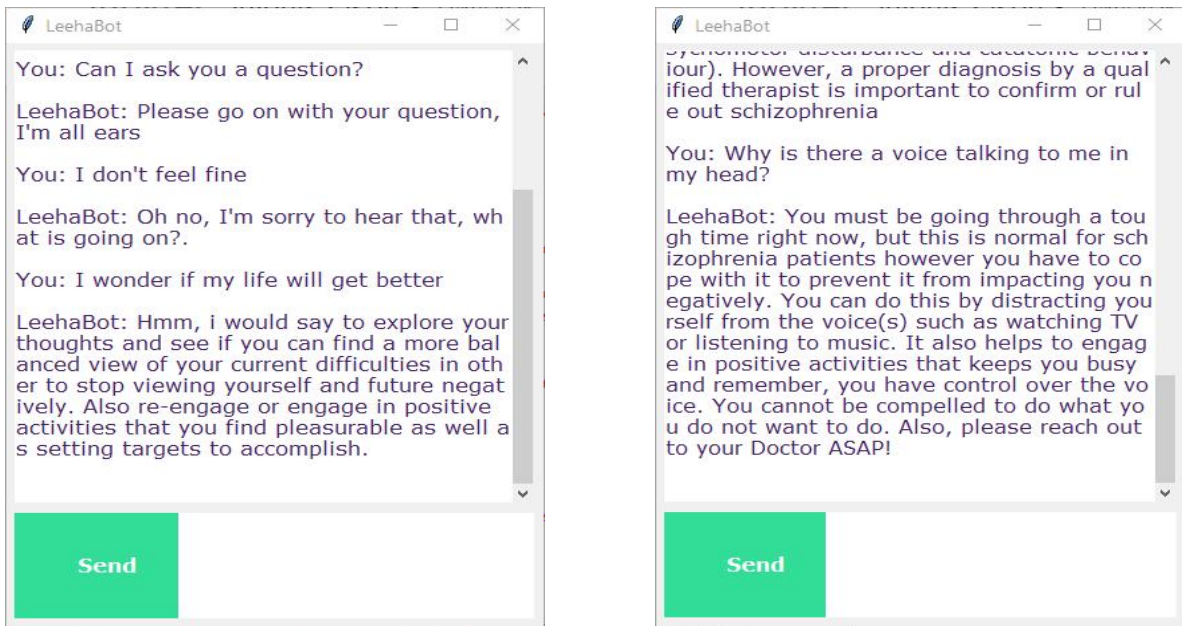 LeehaBot
You: Can I ask you a question?
LeehaBot: Please go on with your question,
I'm all ears
You: I don't feel fine
LeehaBot: Oh no, I'm sorry to hear that, wh
at is going on?.
You: I wonder if my life will get better
LeehaBot: Hmm, i would say to explore your
thoughts and see if you can find a more bal
anced view of your current difficulties in oth
er to stop viewing yourself and future negat
ively. Also re-engage or engage in positive
activities that you find pleasurable as well a
s setting targets to accomplish.
Send
LeehaBot
sychomotor disturbance and catatonic behav
iour). However, a proper diagnosis by a qual
ified therapist is important to confirm or rul
e out schizophrenia
You: Why is there a voice talking to me in
my head?
LeehaBot: You must be going through a tou
gh time right now, but this is normal for sch
izophrenia patients however you have to co
pe with it to prevent it from impacting you n
egatively. You can do this by distracting you
rself from the voice(s) such as watching TV
or listening to music. It also helps to engag
e in positive activities that keeps you busy
and remember, you have control over the vo
ice. You cannot be compelled to do what yo
u do not want to do. Also, please reach out
to your Doctor ASAP!
Send